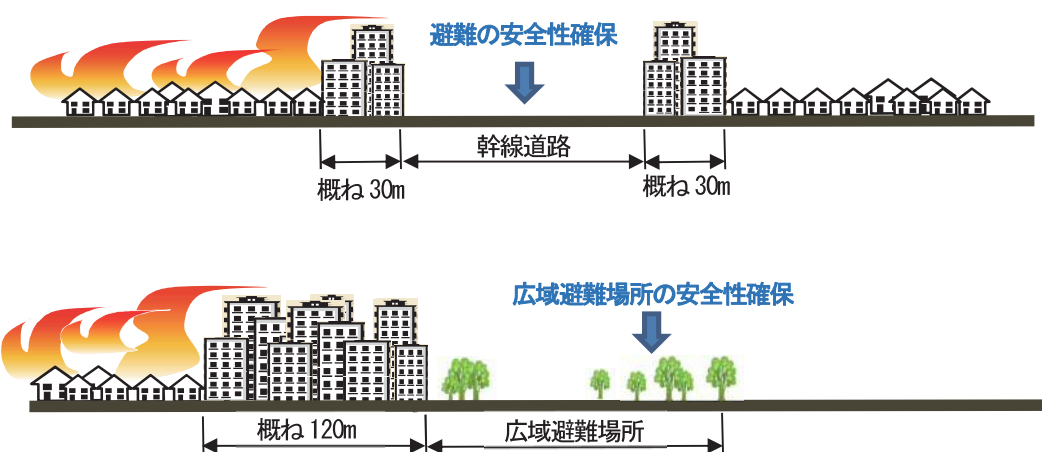 避難の安全性確保
幹線道路
概ね 30m
概ね 30m
広域避難場所の安全性確保
概ね 120m
広域避難場所